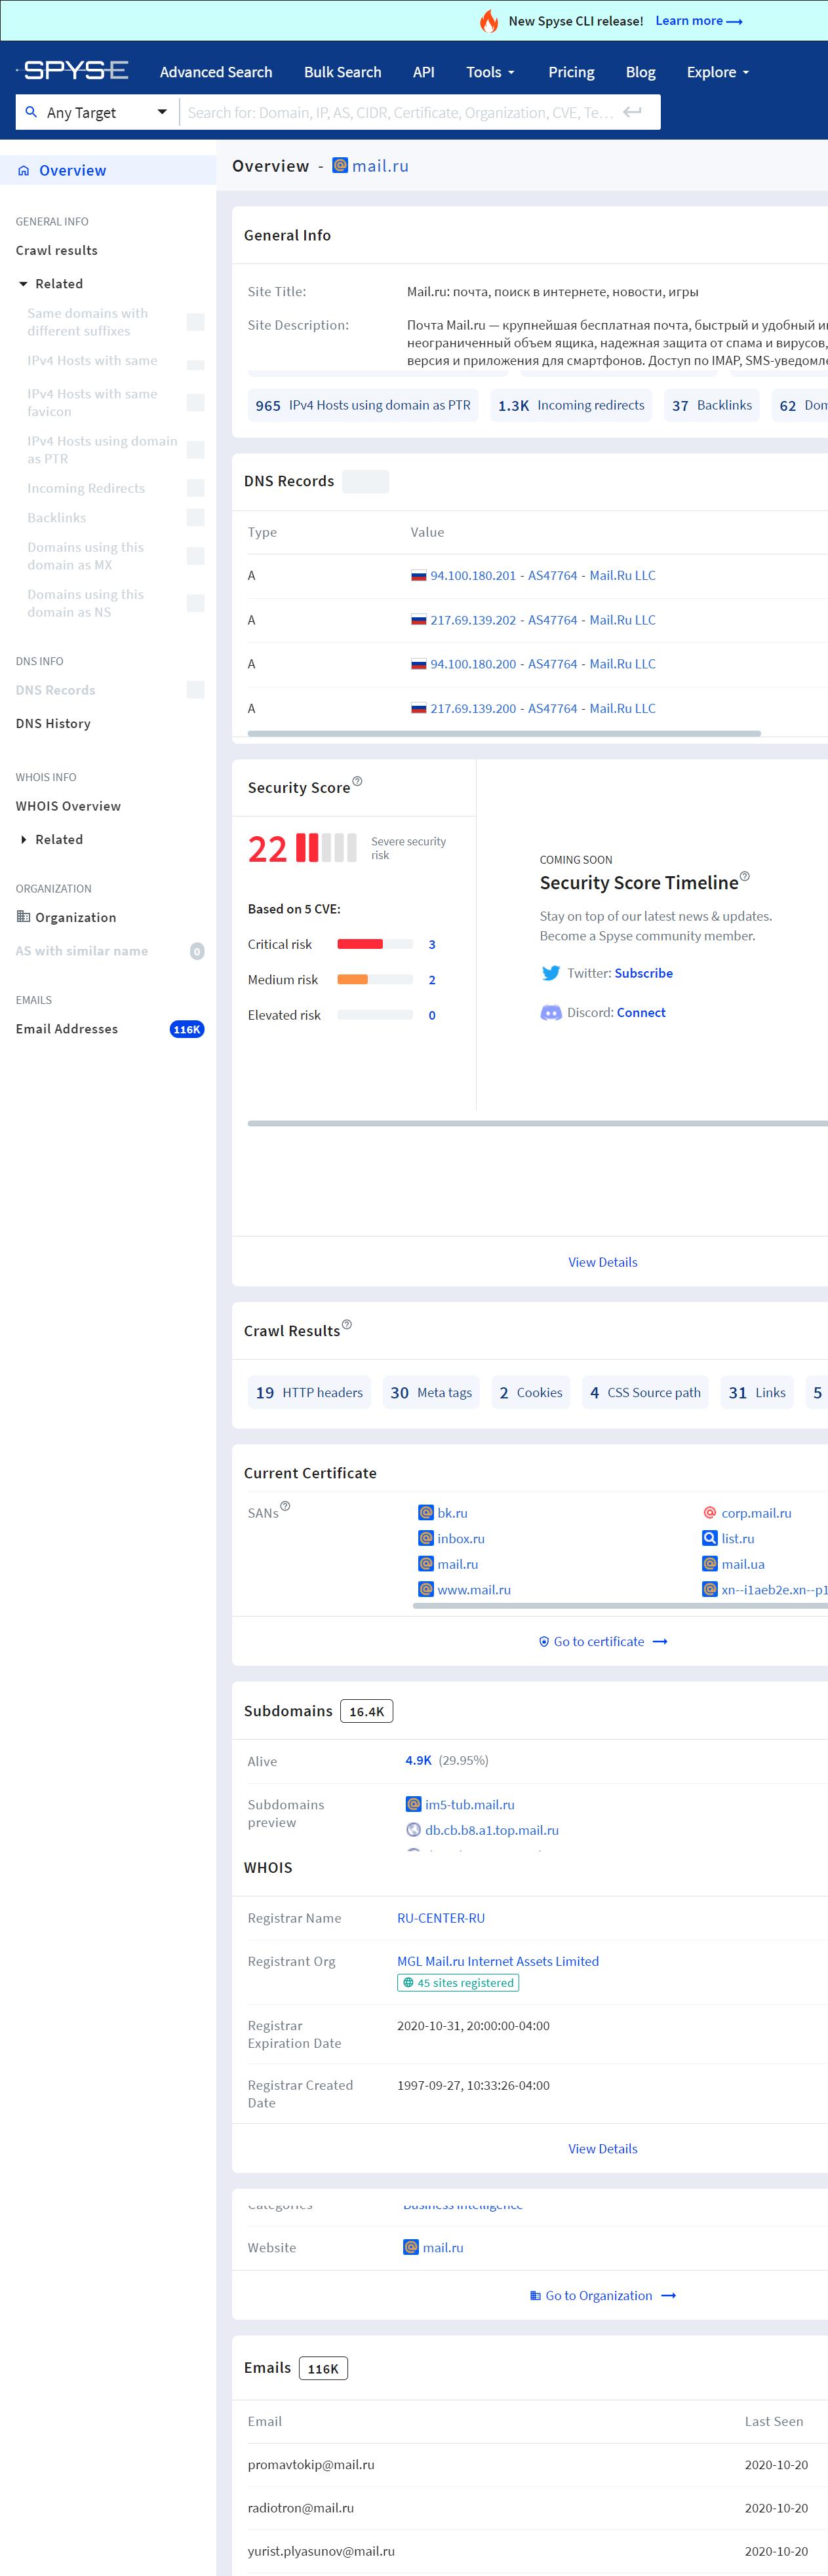 New Spyse CLI release! Learn more
SPYSE
Advanced Search Bulk Search API Tools Pricing Blog Explore
Any Target Search for: Domain, IP, AS, CIDR, Certificate, Organization, CVE, Te…
Overview
GENERAL INFO
Crawl results
Related
Same domains with
different suffixes
IPv4 Hosts with same
IPv4 Hosts with same
favicon
IPv4 Hosts using domain
as PTR
Incoming Redirects
Backlinks
Domains using this
domain as MX
Domains using this
domain as NS
DNS INFO
DNS Records
DNS History
WHOIS INFO
WHOIS Overview
Related
ORGANIZATION
Organization
AS with similar name 0
EMAILS
Email Addresses 116K
Overview - mail.ru
General Info
Site Title: Mail.ru: почта, поиск в интернете, новости, игры
Site Description: Почта Mail.ru — крупнейшая бесплатная почта, быстрый и удобный
неограниченный объем ящика, надежная защита от спама и вирусов,
версия и приложения для смартфонов. Доступ по IMAP,
965 IPv4 Hosts using domain as PTR 1.3K Incoming redirects 37 Backlinks 62
DNS Records
Type Value
A 94.100.180.201 - AS47764 - Mail.Ru LLC
A 217.69.139.202 - AS47764 - Mail.Ru LLC
A 94.100.180.200 - AS47764 - Mail.Ru LLC
A 217.69.139.200 - AS47764 - Mail.Ru LLC
Security Score
22 Severe security
risk
Based on 5 CVE:
Critical risk 3
Medium risk 2
Elevated risk 0
COMING SOON
Security Score Timeline
Stay on top of our latest news & updates.
Become a Spyse community member.
Twitter: Subscribe
Discord: Connect
View Details
Crawl Results
19 HTTP headers 30 Meta tags 2 Cookies 4 CSS Source path 31 Links 5
Current Certificate
SANs bk.ru corp.mail.ru
inbox.ru list.ru
mail.ru mail.ua
www.mail.ru xn--i1aeb2e.xn--p1
Go to certificate
Subdomains 16.4K
Alive 4.9K (29.95%)
Subdomains
preview
im5-tub.mail.ru
db.cb.b8.a1.top.mail.ru
WHOIS
Registrar Name RU-CENTER-RU
Registrant Org MGL Mail.ru Internet Assets Limited
45 sites registered
Registrar
Expiration Date
2020-10-31, 20:00:00-04:00
Registrar Created
Date
1997-09-27, 10:33:26-04:00
View Details
Categories Business Intelligence
Website mail.ru
Go to Organization
Emails 116K
Email Last Seen
promavtokip@mail.ru 2020-10-20
radiotron@mail.ru 2020-10-20
yurist.plyasunov@mail.ru 2020-10-20